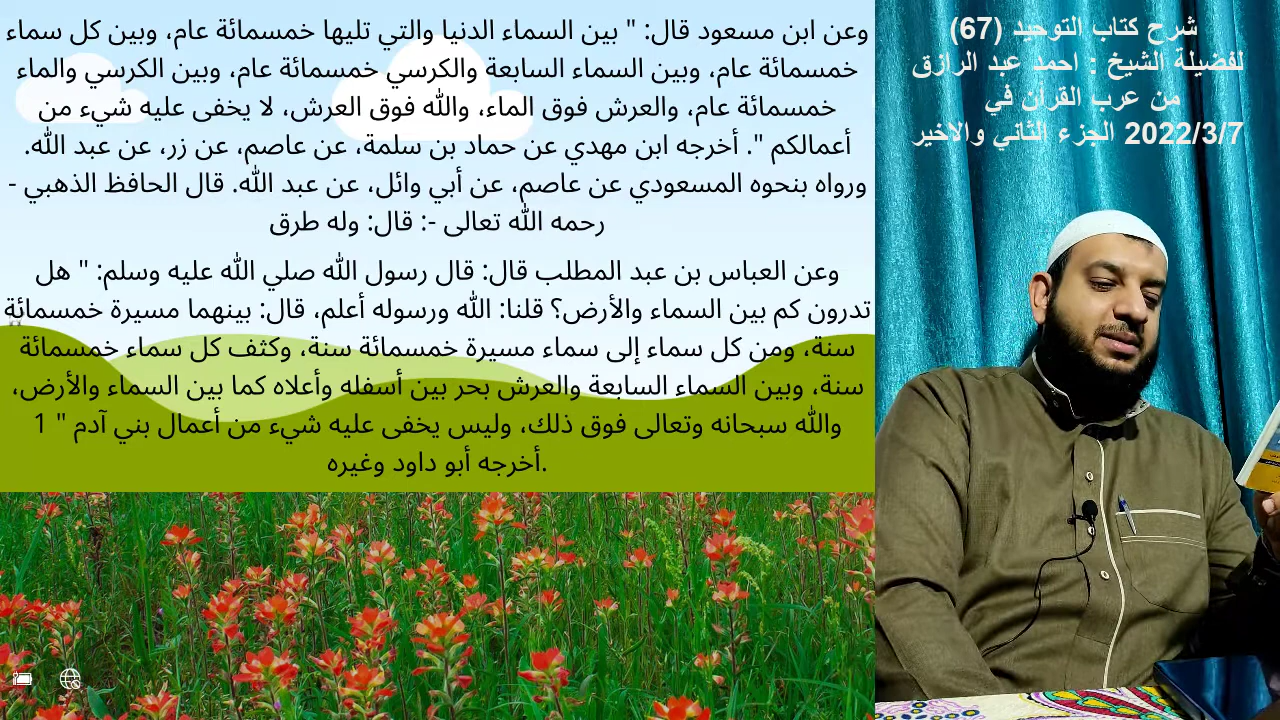 وعن ابن مسعود قال: " بين السماء الدنيا والتي تليها خمسمائة عام، وبين كل سماء
خمسمائة عام، وبين السماء السابعة والكرسي خمسمائة عام، وبين الكرسي والماء
خمسمائة عام، والعرش فوق الماء، والله فوق العرش، لا يخفى عليه شيء من
أعمالكم ". أخرجه ابن مهدي عن حماد بن سلمة، عن عاصم، عن زر، عن عبد الله.
ورواه بنحوه المسعودي عن عاصم، عن أبي وائل، عن عبد الله. قال الحافظ الذهبي -
رحمه الله تعالى -: قال: وله طرق
وعن العباس بن عبد المطلب قال: قال رسول الله صلي الله عليه وسلم: " هل
تدرون كم بين السماء والأرض؟ قلنا: الله ورسوله أعلم، قال: بينهما مسيرة خمسمائة
سنة، ومن كل سماء إلى سماء مسيرة خمسمائة سنة، وكثف كل سماء خمسمائة
سنة، وبين السماء السابعة والعرش بحر بين أسفله وأعلاه كما بين السماء والأرض،
والله سبحانه وتعالى فوق ذلك، وليس يخفى عليه شيء من أعمال بني آدم " 1
.أخرجه أبو داود وغيره
شرح كتاب التوحيد (67)
لفضيلة الشيخ : احمد عبد الرازق
من عرب القرآن في
2022/3/7 الجزء الثاني والاخير